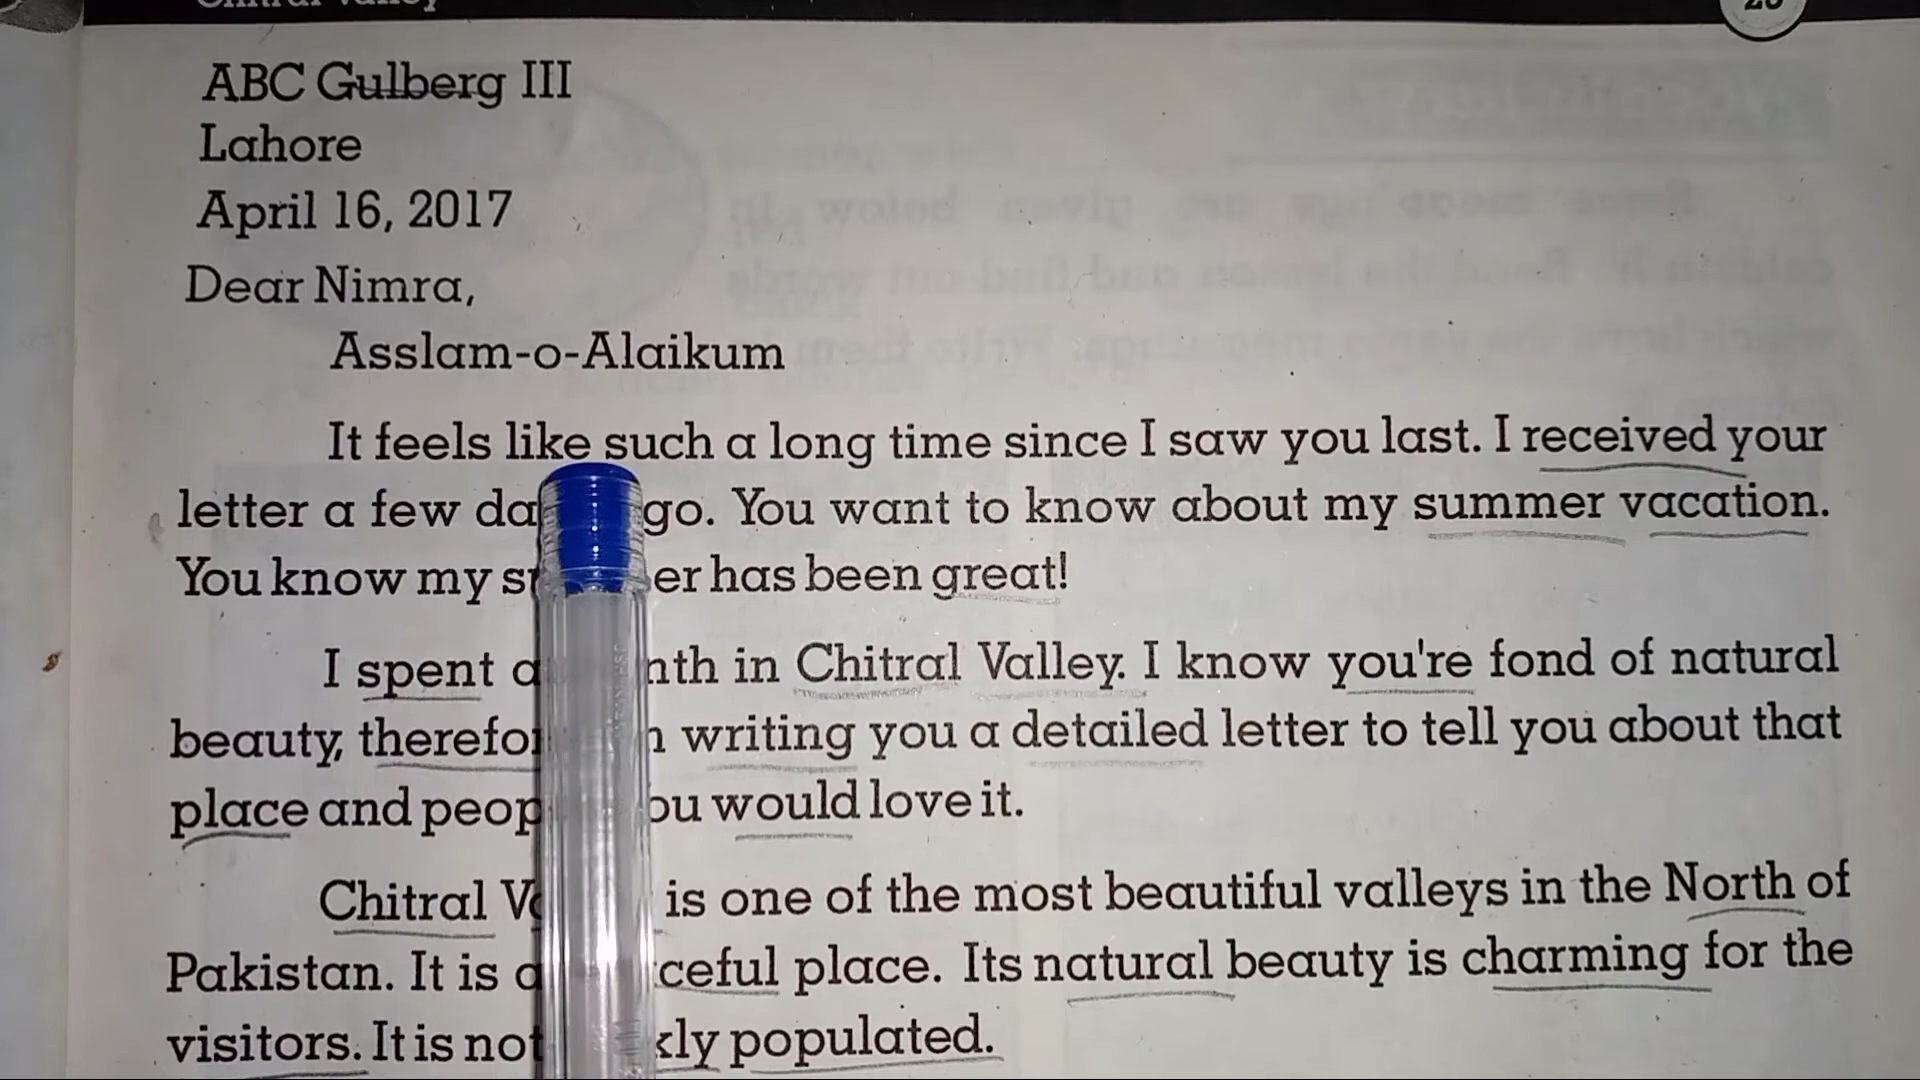 Chitral Valley
ABC Gulberg III
Lahore
April 16, 2017
Dear Nimra,
Asslam-o-Alaikum
It feels like such a long time since I saw you last. I received your
letter a few go. You want to know about my summer vacation.
You know my has been great!
I spent in Chitral Valley. I know you're fond of natural
beauty, writing you a detailed letter to tell you about that
place and would love it.
Chitral is one of the most beautiful valleys in the North of
Pakistan. It is place. Its natural beauty is charming for the
visitors. It is not populated.